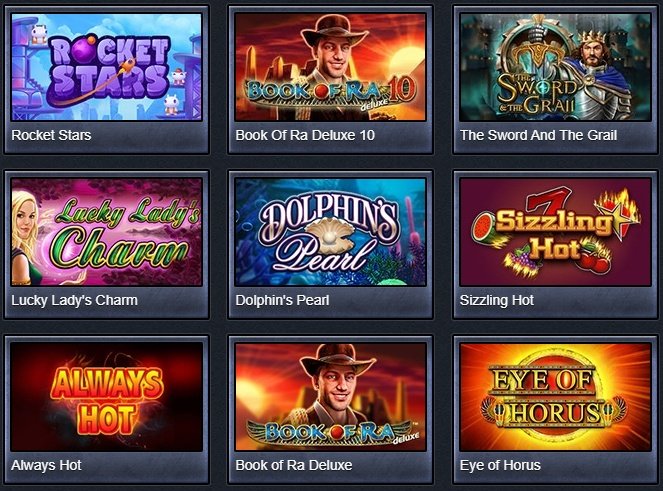 ROCKET
STARS
Rocket Stars
BOOK OF RA 10
deluxe
Book Of Ra Deluxe 10
THE
SWORD
& THE GRAIL
The Sword And The Grail
Lucky Lady's
Charm
Lucky Lady's Charm
DOLPHIN'S
Pearl
Dolphin's Pearl
7
Sizzling
Hot
Sizzling Hot
ALWAYS
HOT
Always Hot
BOOK OF RA™
deluxe
Book of Ra Deluxe
EYE OF
HORUS
Eye of Horus